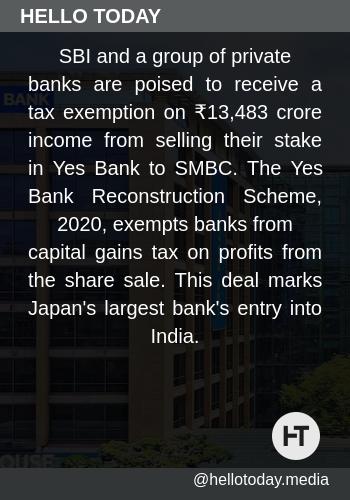 HELLO TODAY
SBI and a group of private
banks are poised to receive a
tax exemption on ₹13,483 crore
income from selling their stake
in Yes Bank to SMBC. The Yes
Bank Reconstruction Scheme,
2020, exempts banks from
capital gains tax on profits from
the share sale. This deal marks
Japan's largest bank's entry into
India.
BANK
OUSE
HT
@hellotoday.media